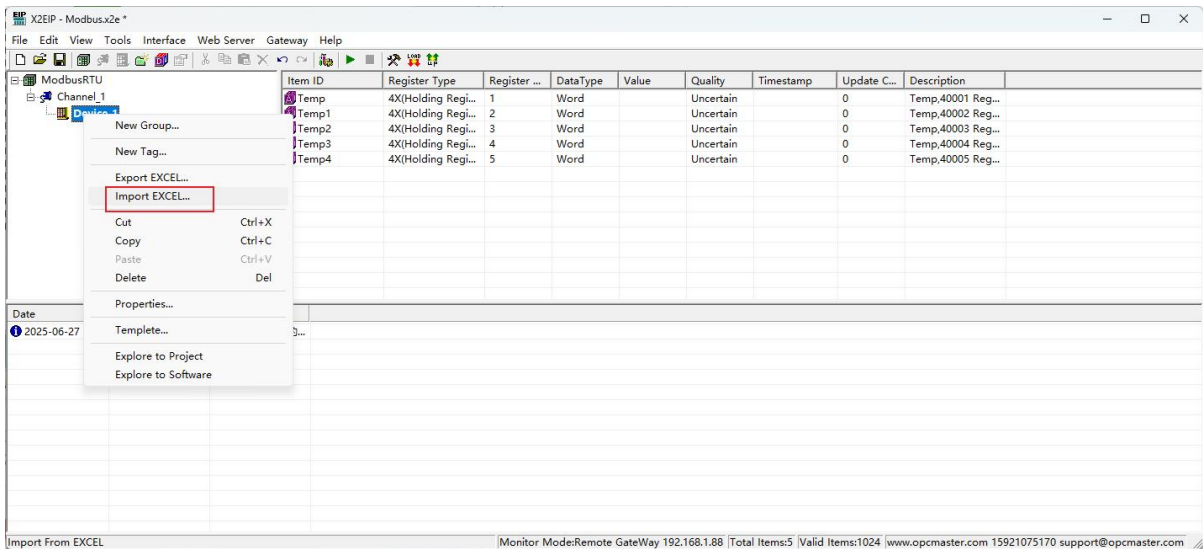 EIP X2EIP - Modbus.x2e *
File Edit View Tools Interface Web Server Gateway Help
ModbusRTU
Channel_1
Device_1
Item ID Register Type Register ... DataType Value Quality Timestamp Update C... Description
Temp 4X(Holding Regi... 1 Word Uncertain 0 Temp,40001 Reg...
Temp1 4X(Holding Regi... 2 Word Uncertain 0 Temp,40002 Reg...
Temp2 4X(Holding Regi... 3 Word Uncertain 0 Temp,40003 Reg...
Temp3 4X(Holding Regi... 4 Word Uncertain 0 Temp,40004 Reg...
Temp4 4X(Holding Regi... 5 Word Uncertain 0 Temp,40005 Reg...
New Group...
New Tag...
Export EXCEL...
Import EXCEL...
Cut Ctrl+X
Copy Ctrl+C
Paste Ctrl+V
Delete Del
Properties...
Templete...
Explore to Project
Explore to Software
Date
2025-06-27
Import From EXCEL
Monitor Mode:Remote GateWay 192.168.1.88 Total Items:5 Valid Items:1024 www.opcmaster.com 15921075170 support@opcmaster.com